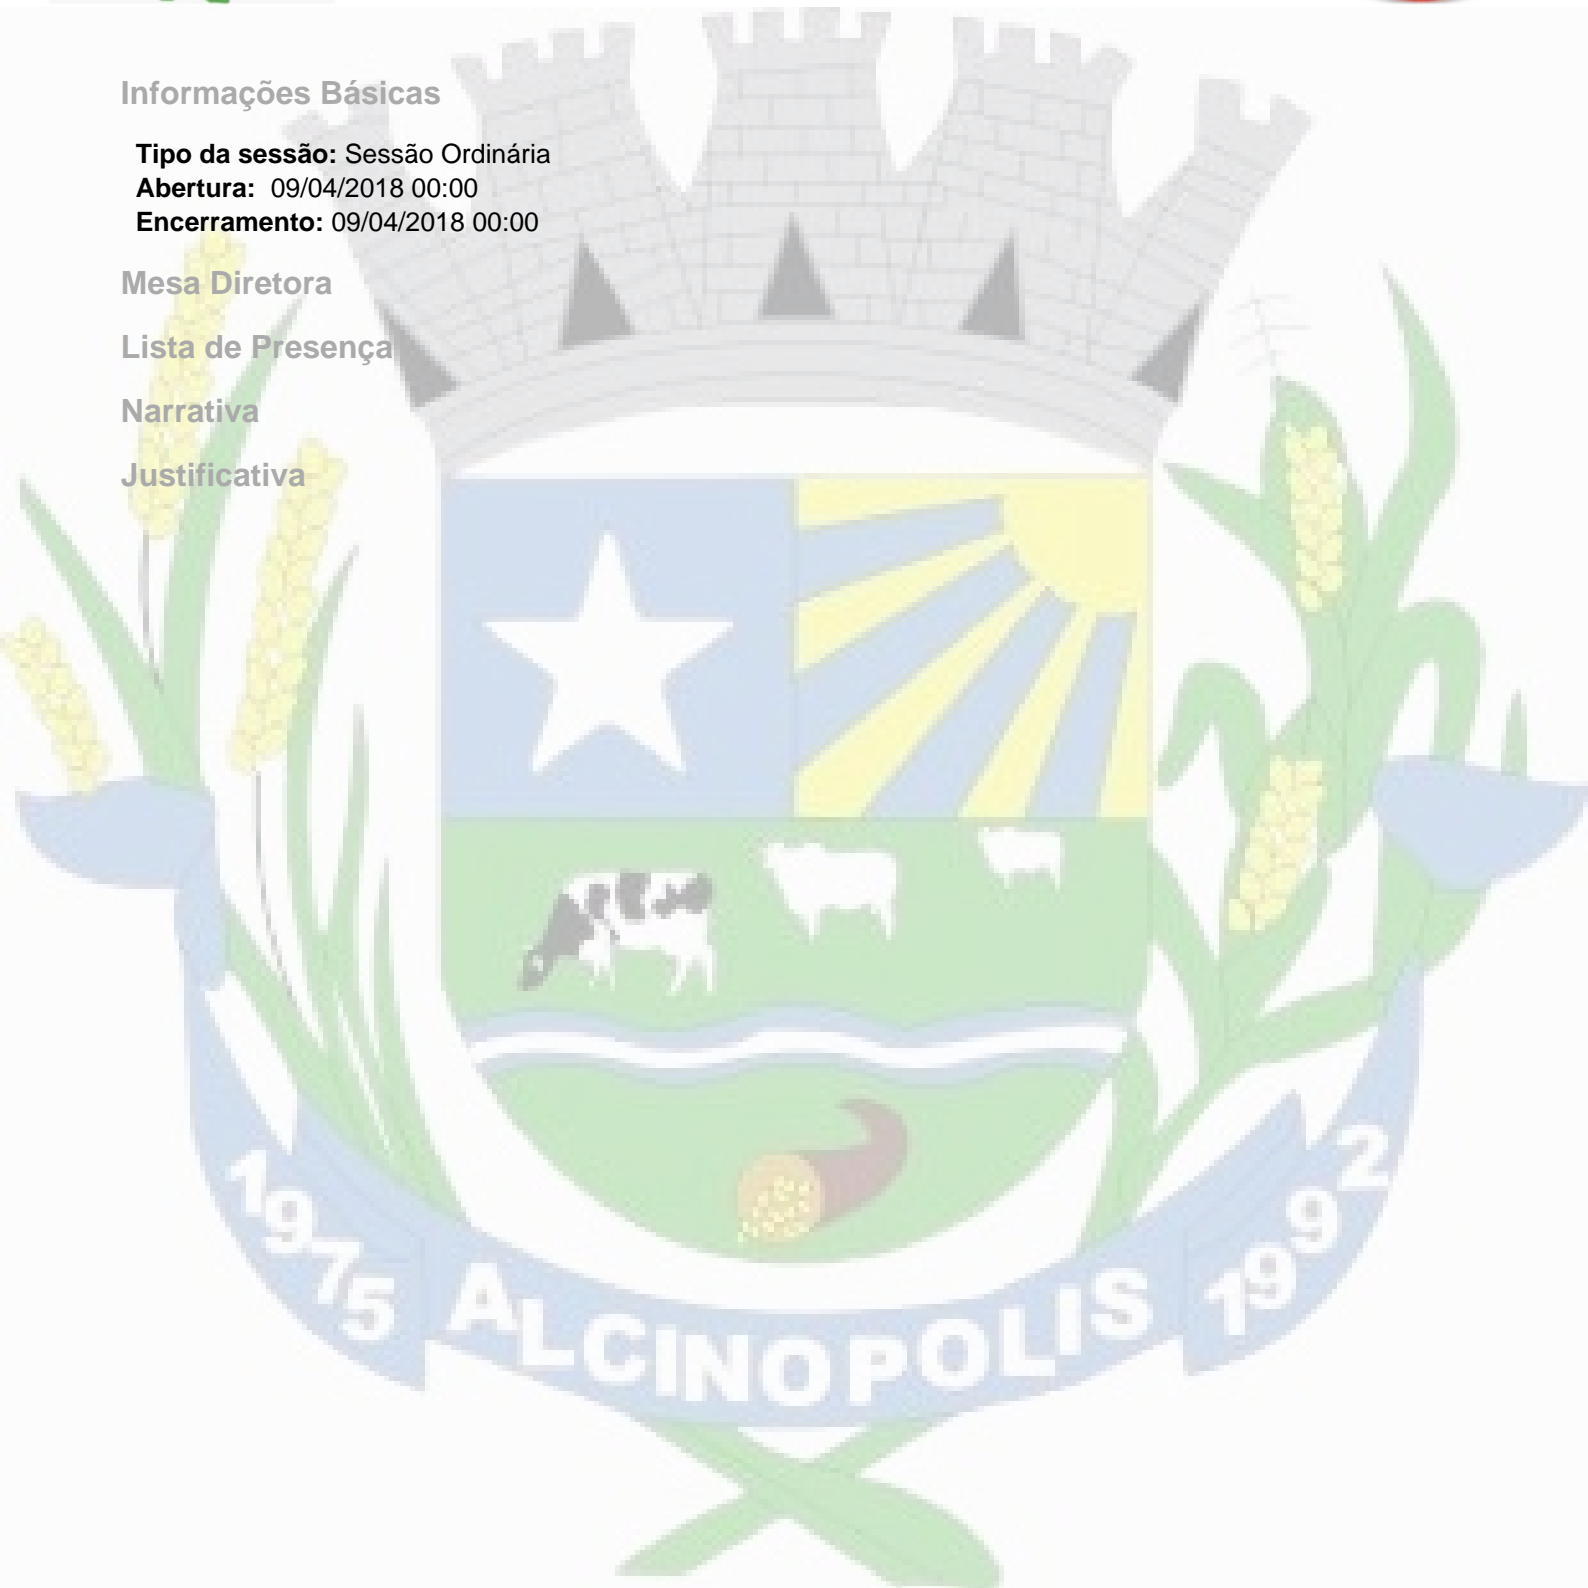 Informações Básicas
Tipo da sessão: Sessão Ordinária
Abertura: 09/04/2018 00:00
Encerramento: 09/04/2018 00:00
Mesa Diretora
Lista de Presença
Narrativa
Justificativa
1975 ALCINOPOLIS 1992